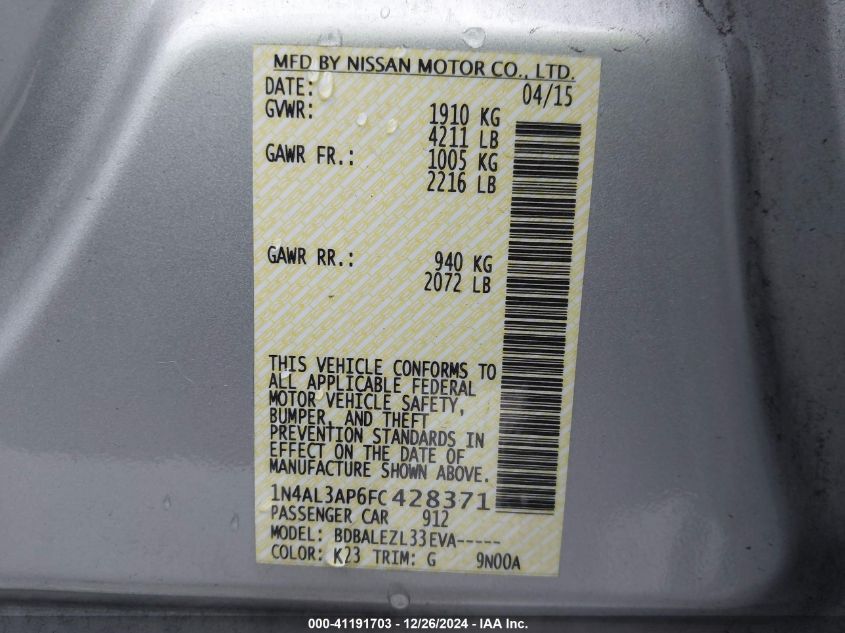 MFD BY NISSAN MOTOR CO., LTD.
DATE: 04/15
GVWR: 1910 KG
4211 LB
GAWR FR.: 1005 KG
2216 LB
GAWR RR.: 940 KG
2072 LB
THIS VEHICLE CONFORMS TO
ALL APPLICABLE FEDERAL
MOTOR VEHICLE SAFETY,
BUMPER, AND THEFT
PREVENTION STANDARDS IN
EFFECT ON THE DATE OF
MANUFACTURE SHOWN ABOVE.
1N4AL3AP6FC428371
PASSENGER CAR 912
MODEL: BDBALEZL33EVA-----
COLOR: K23 TRIM: G 9N00A
000-41191703 - 12/26/2024 - IAA Inc.